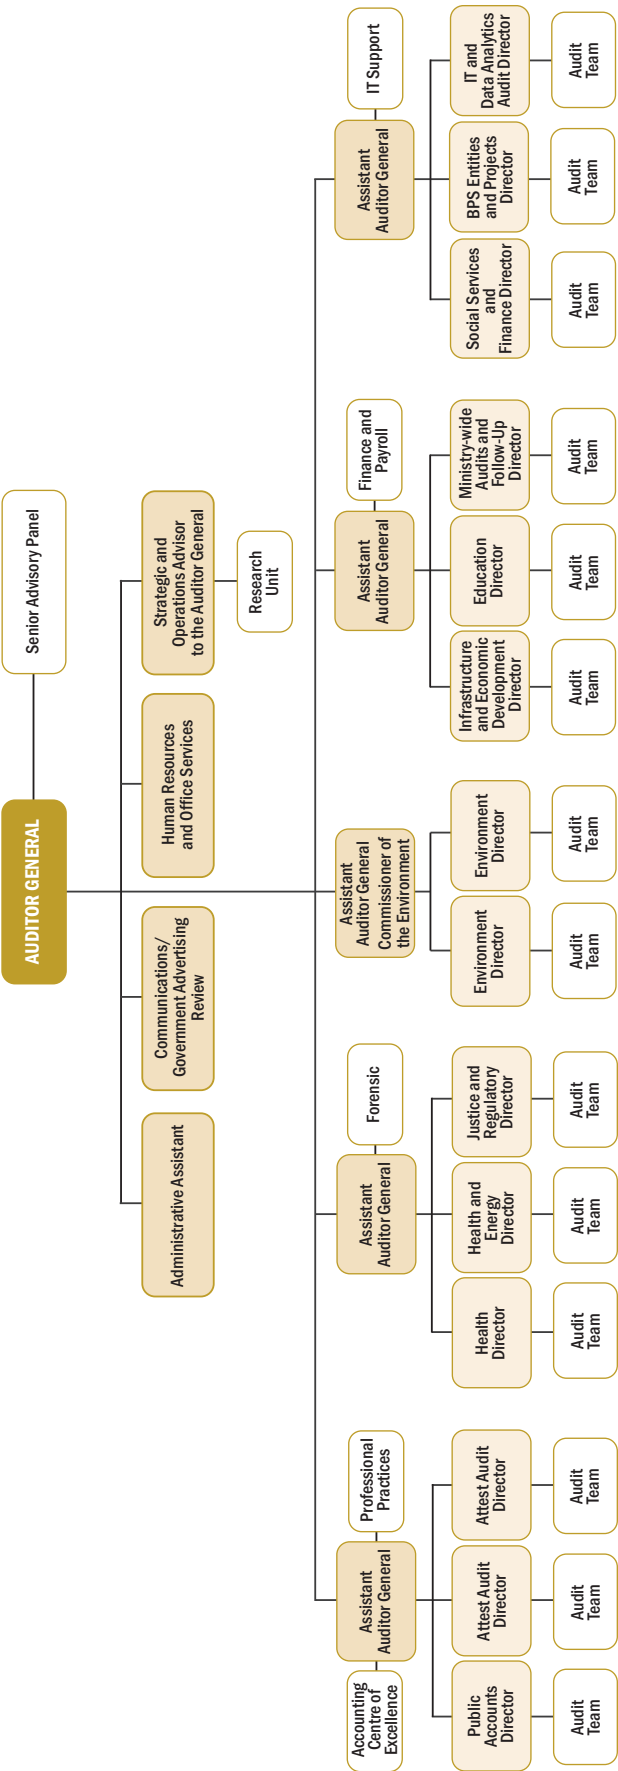 AUDITOR GENERAL
Senior Advisory Panel
Administrative Assistant
Communications/
Government Advertising
Review
Human Resources
and Office Services
Strategic and
Operations Advisor
to the Auditor General
Research
Unit
Accounting
Centre of
Excellence
Assistant
Auditor General
Professional
Practices
Public
Accounts
Director
Attest Audit
Director
Attest Audit
Director
Audit
Team
Audit
Team
Audit
Team
Assistant
Auditor General
Forensic
Health
Director
Health and
Energy
Director
Justice and
Regulatory
Director
Audit
Team
Audit
Team
Audit
Team
Assistant
Auditor General
Commissioner of
the Environment
Environment
Director
Environment
Director
Audit
Team
Audit
Team
Assistant
Auditor General
Finance and
Payroll
Infrastructure
and Economic
Development
Director
Education
Director
Ministry-wide
Audits and
Follow-Up
Director
Audit
Team
Audit
Team
Audit
Team
Assistant
Auditor General
IT Support
Social Services
and
Finance Director
BPS Entities
and Projects
Director
IT and
Data Analytics
Audit Director
Audit
Team
Audit
Team
Audit
Team